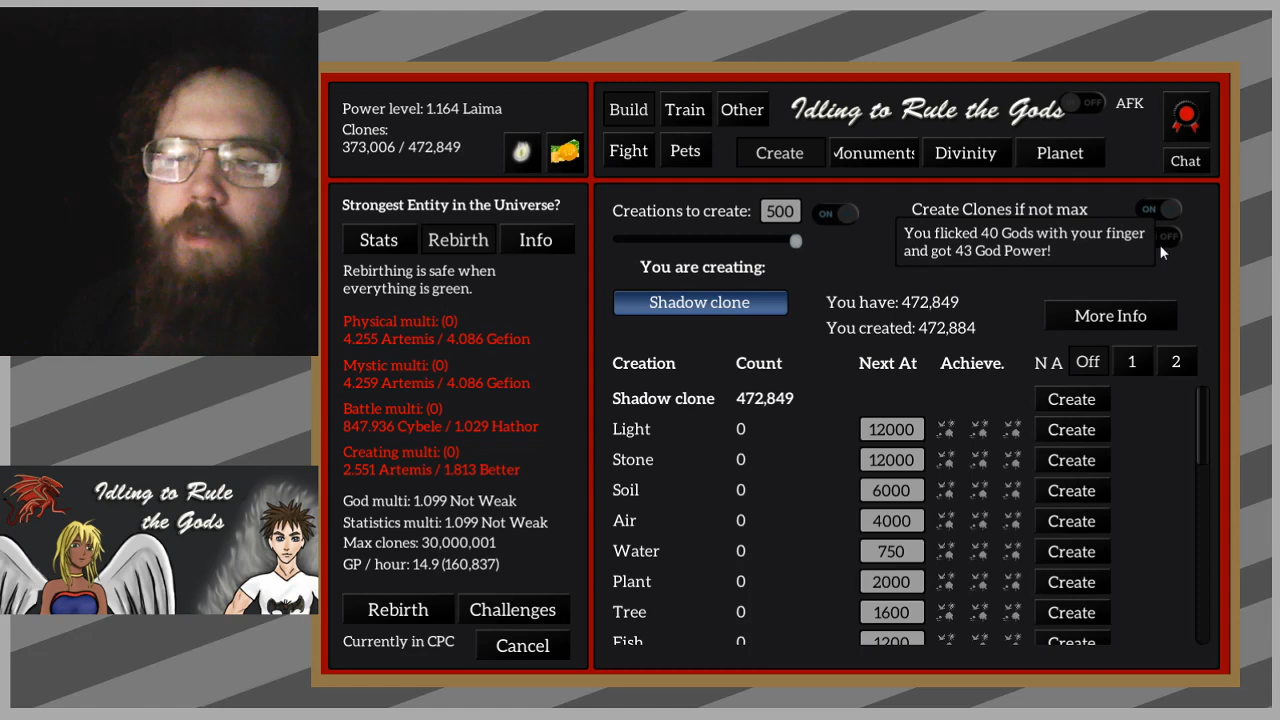 Power level: 1.164 Laima
Clones:
373,006 / 472,849
Build
Train
Other
Idling to Rule the Gods
OFF
AFK
Fight
Pets
Create
Monuments
Divinity
Planet
Chat
Strongest Entity in the Universe?
Stats
Rebirth
Info
Rebirthing is safe when
everything is green.
Physical multi: (0)
4.255 Artemis / 4.086 Gefion
Mystic multi: (0)
4.259 Artemis / 4.086 Gefion
Battle multi: (0)
847.936 Cybele / 1.029 Hathor
Creating multi: (0)
2.551 Artemis / 1.813 Better
God multi: 1.099 Not Weak
Statistics multi: 1.099 Not Weak
Max clones: 30,000,001
GP / hour: 14.9 (160,837)
Rebirth
Challenges
Currently in CPC
Cancel
Creations to create:
500
ON
Create Clones if not max
ON
You flicked 40 Gods with your finger
and got 43 God Power!
OFF
You are creating:
Shadow clone
You have: 472,849
You created: 472,884
More Info
Creation Count Next At Achieve. N A Off 1 2
Shadow clone 472,849 Create
Light 0 12000 Create
Stone 0 12000 Create
Soil 0 6000 Create
Air 0 4000 Create
Water 0 750 Create
Plant 0 2000 Create
Tree 0 1600 Create
Fish 0 1200 Create
Idling to Rule
the Gods